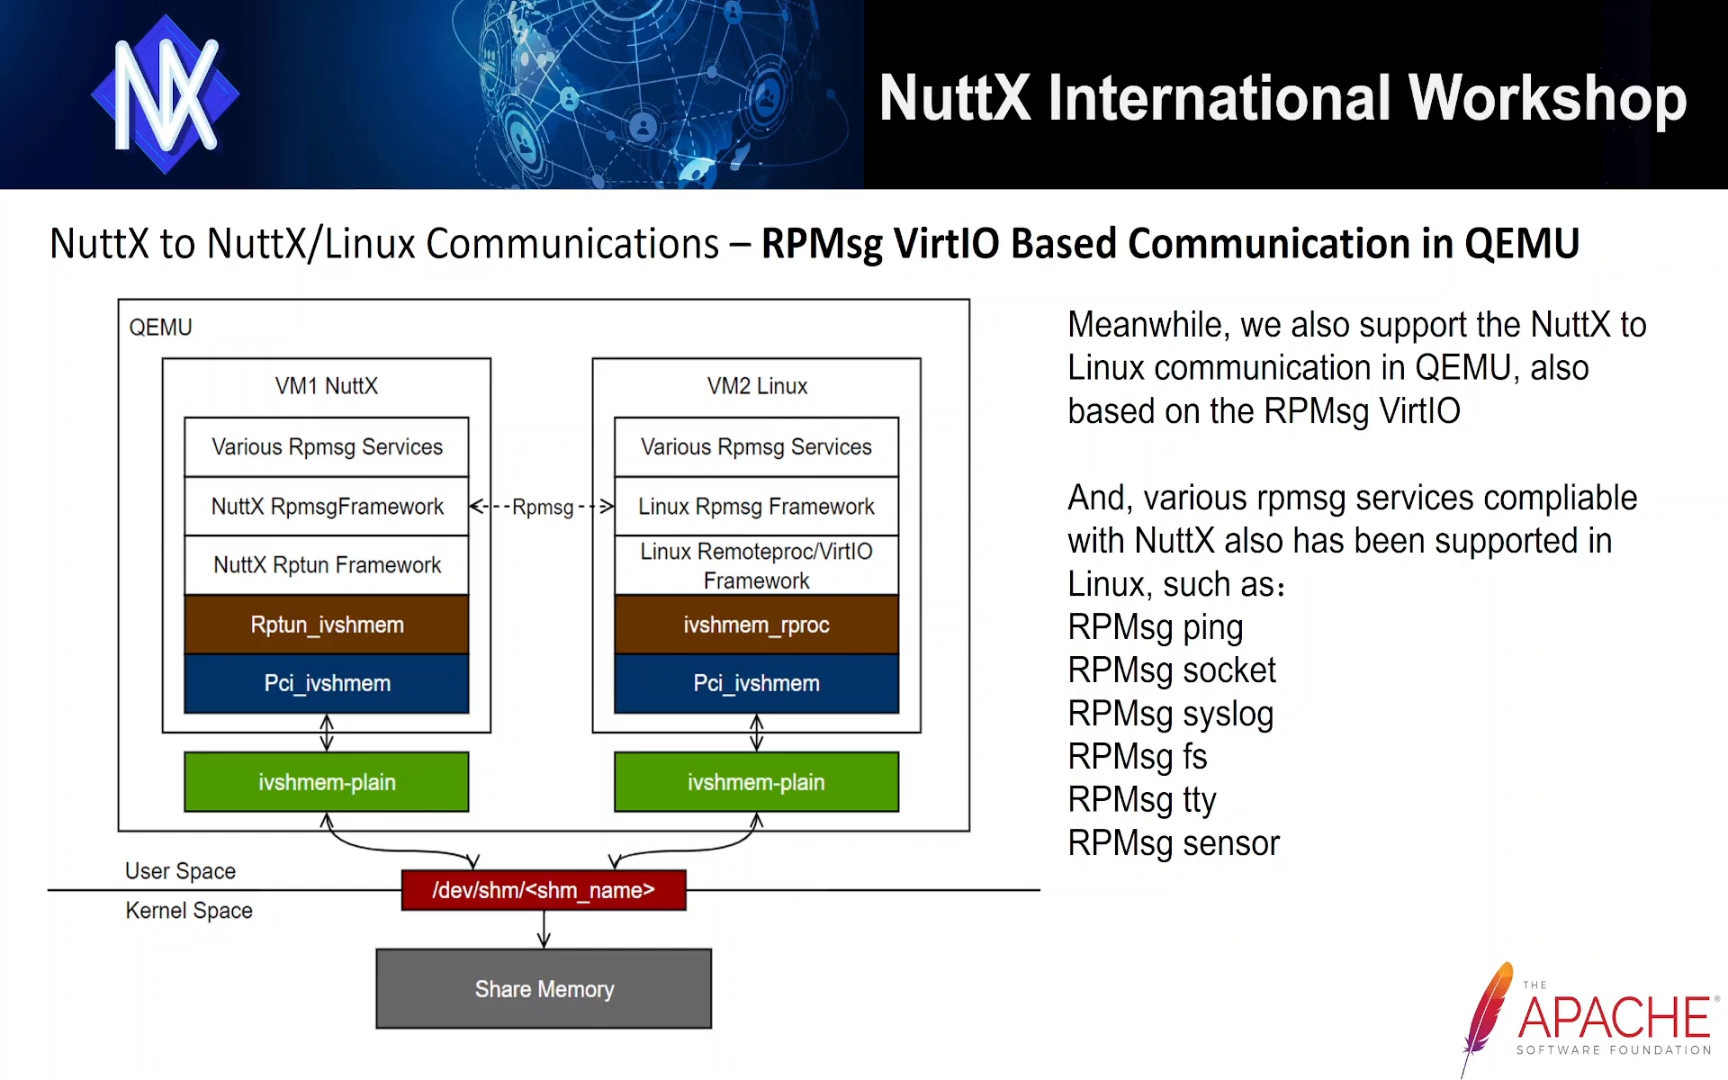 NX
NuttX International Workshop
NuttX to NuttX/Linux Communications – RPMsg VirtIO Based Communication in QEMU
QEMU
VM1 NuttX
Various Rpmsg Services
NuttX RpmsgFramework
NuttX Rptun Framework
Rptun_ivshmem
Pci_ivshmem
ivshmem-plain
Rpmsg
VM2 Linux
Various Rpmsg Services
Linux Rpmsg Framework
Linux Remoteproc/VirtIO
Framework
ivshmem_rproc
Pci_ivshmem
ivshmem-plain
User Space
Kernel Space
/dev/shm/<shm_name>
Share Memory
Meanwhile, we also support the NuttX to
Linux communication in QEMU, also
based on the RPMsg VirtIO
And, various rpmsg services compliable
with NuttX also has been supported in
Linux, such as：
RPMsg ping
RPMsg socket
RPMsg syslog
RPMsg fs
RPMsg tty
RPMsg sensor
THE
APACHE®
SOFTWARE FOUNDATION